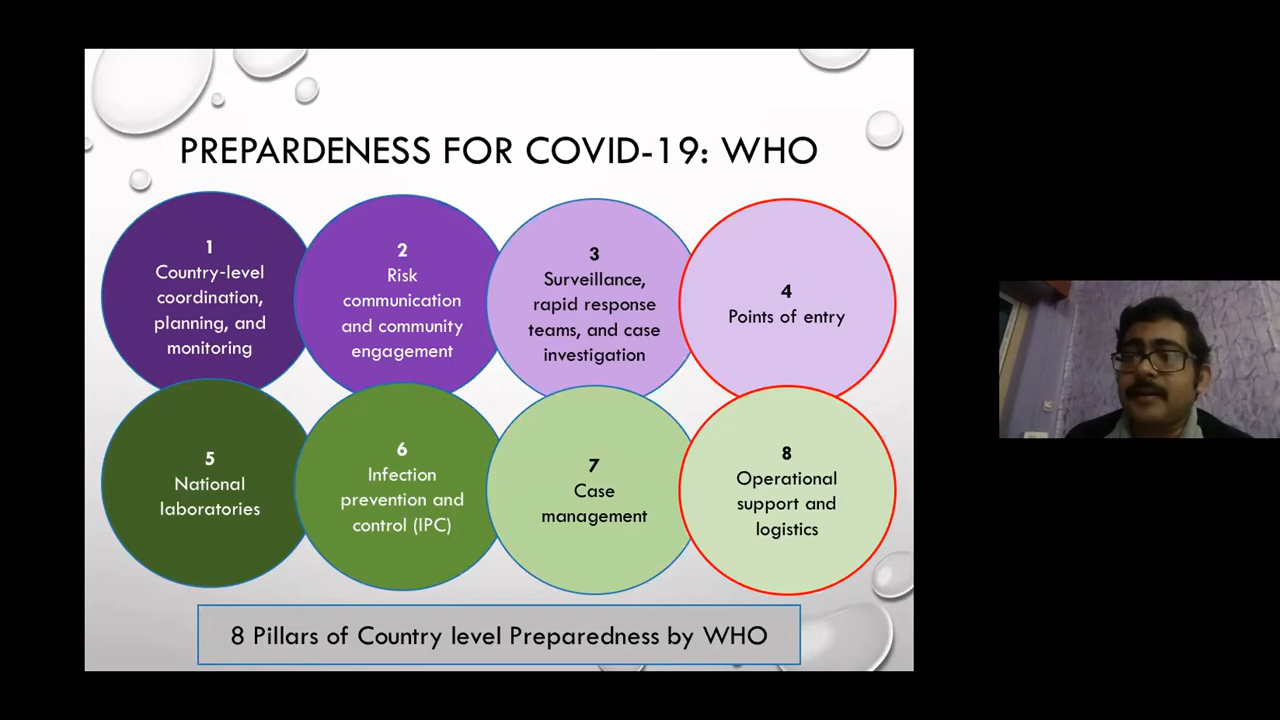 PREPARDENESS FOR COVID-19: WHO
1
Country-level
coordination,
planning, and
monitoring
2
Risk
communication
and community
engagement
3
Surveillance,
rapid response
teams, and case
investigation
4
Points of entry
5
National
laboratories
6
Infection
prevention and
control (IPC)
7
Case
management
8
Operational
support and
logistics
8 Pillars of Country level Preparedness by WHO